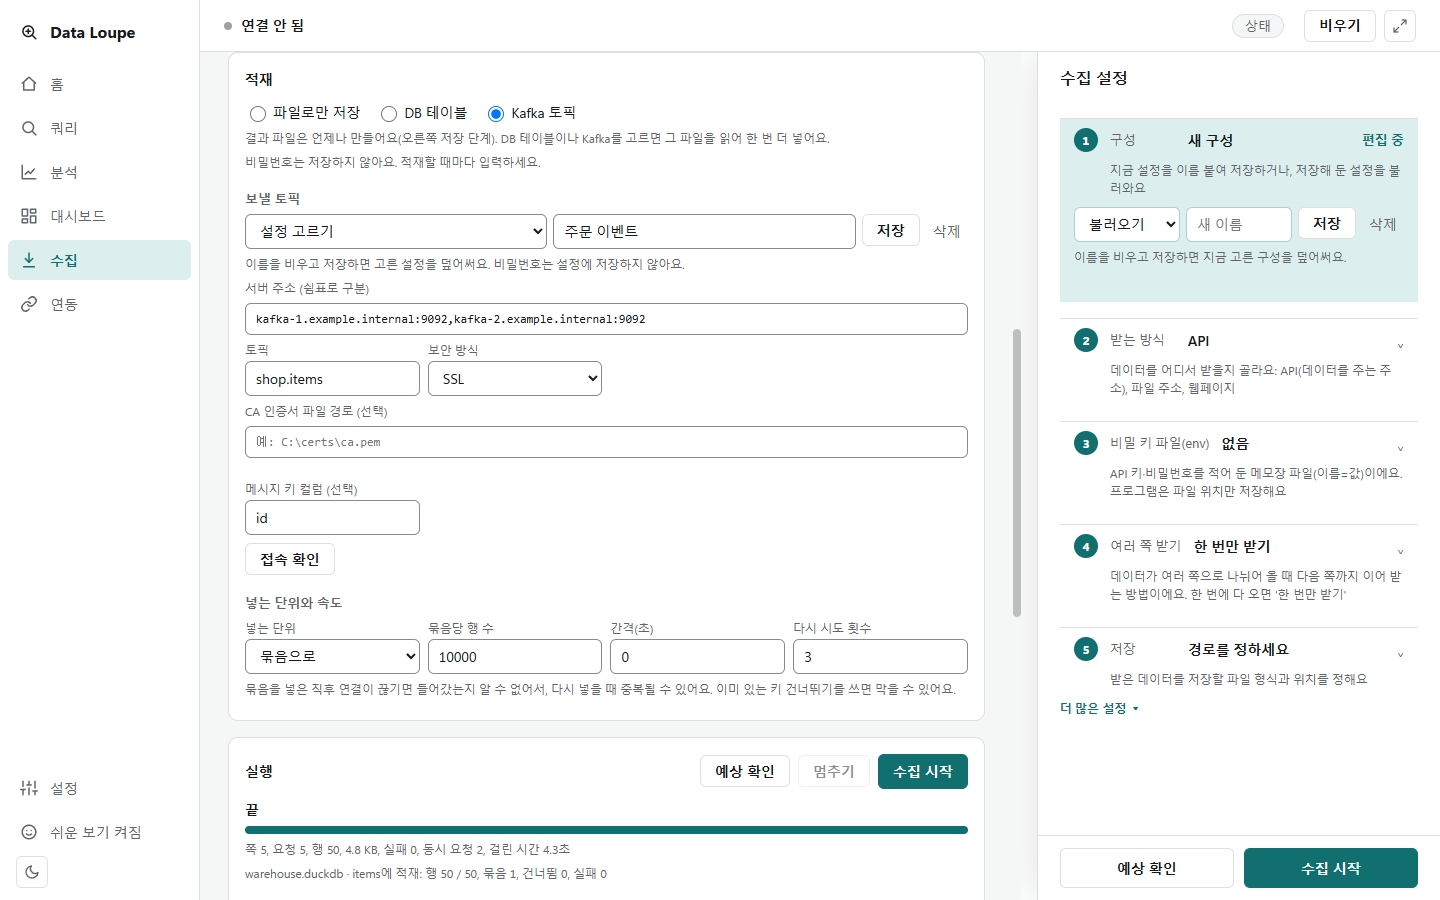 Data Loupe
홈
쿼리
분석
대시보드
수집
연동
설정
쉬운 보기 켜짐
연결 안 됨
상태
비우기
적재
파일로만 저장
DB 테이블
Kafka 토픽
결과 파일은 언제나 만들어요(오른쪽 저장 단계). DB 테이블이나 Kafka를 고르면 그 파일을 읽어 한 번 더 넣어요.
비밀번호는 저장하지 않아요. 적재할 때마다 입력하세요.
보낼 토픽
설정 고르기
주문 이벤트
저장
삭제
이름을 비우고 저장하면 고른 설정을 덮어써요. 비밀번호는 설정에 저장하지 않아요.
서버 주소 (쉼표로 구분)
kafka-1.example.internal:9092,kafka-2.example.internal:9092
토픽
보안 방식
shop.items
SSL
CA 인증서 파일 경로 (선택)
예: C:\certs\ca.pem
메시지 키 컬럼 (선택)
id
접속 확인
넣는 단위와 속도
넣는 단위
묶음당 행 수
간격(초)
다시 시도 횟수
묶음으로
10000
0
3
묶음을 넣은 직후 연결이 끊기면 들어갔는지 알 수 없어서, 다시 넣을 때 중복될 수 있어요. 이미 있는 키 건너뛰기를 쓰면 막을 수 있어요.
실행
예상 확인
멈추기
수집 시작
끝
쪽 5, 요청 5, 행 50, 4.8 KB, 실패 0, 동시 요청 2, 걸린 시간 4.3초
warehouse.duckdb · items에 적재: 행 50 / 50, 묶음 1, 건너뜀 0, 실패 0
수집 설정
1
구성
새 구성
편집 중
지금 설정을 이름 붙여 저장하거나, 저장해 둔 설정을 불
러와요
불러오기
새 이름
저장
삭제
이름을 비우고 저장하면 지금 고른 구성을 덮어써요.
2
받는 방식
API
데이터를 어디서 받을지 골라요: API(데이터를 주는 주
소), 파일 주소, 웹페이지
3
비밀 키 파일(env)
없음
API 키·비밀번호를 적어 둔 메모장 파일(이름=값)이에요.
프로그램은 파일 위치만 저장해요
4
여러 쪽 받기
한 번만 받기
데이터가 여러 쪽으로 나뉘어 올 때 다음 쪽까지 이어 받
는 방법이에요. 한 번에 다 오면 '한 번만 받기'
5
저장
경로를 정하세요
받은 데이터를 저장할 파일 형식과 위치를 정해요
더 많은 설정
예상 확인
수집 시작